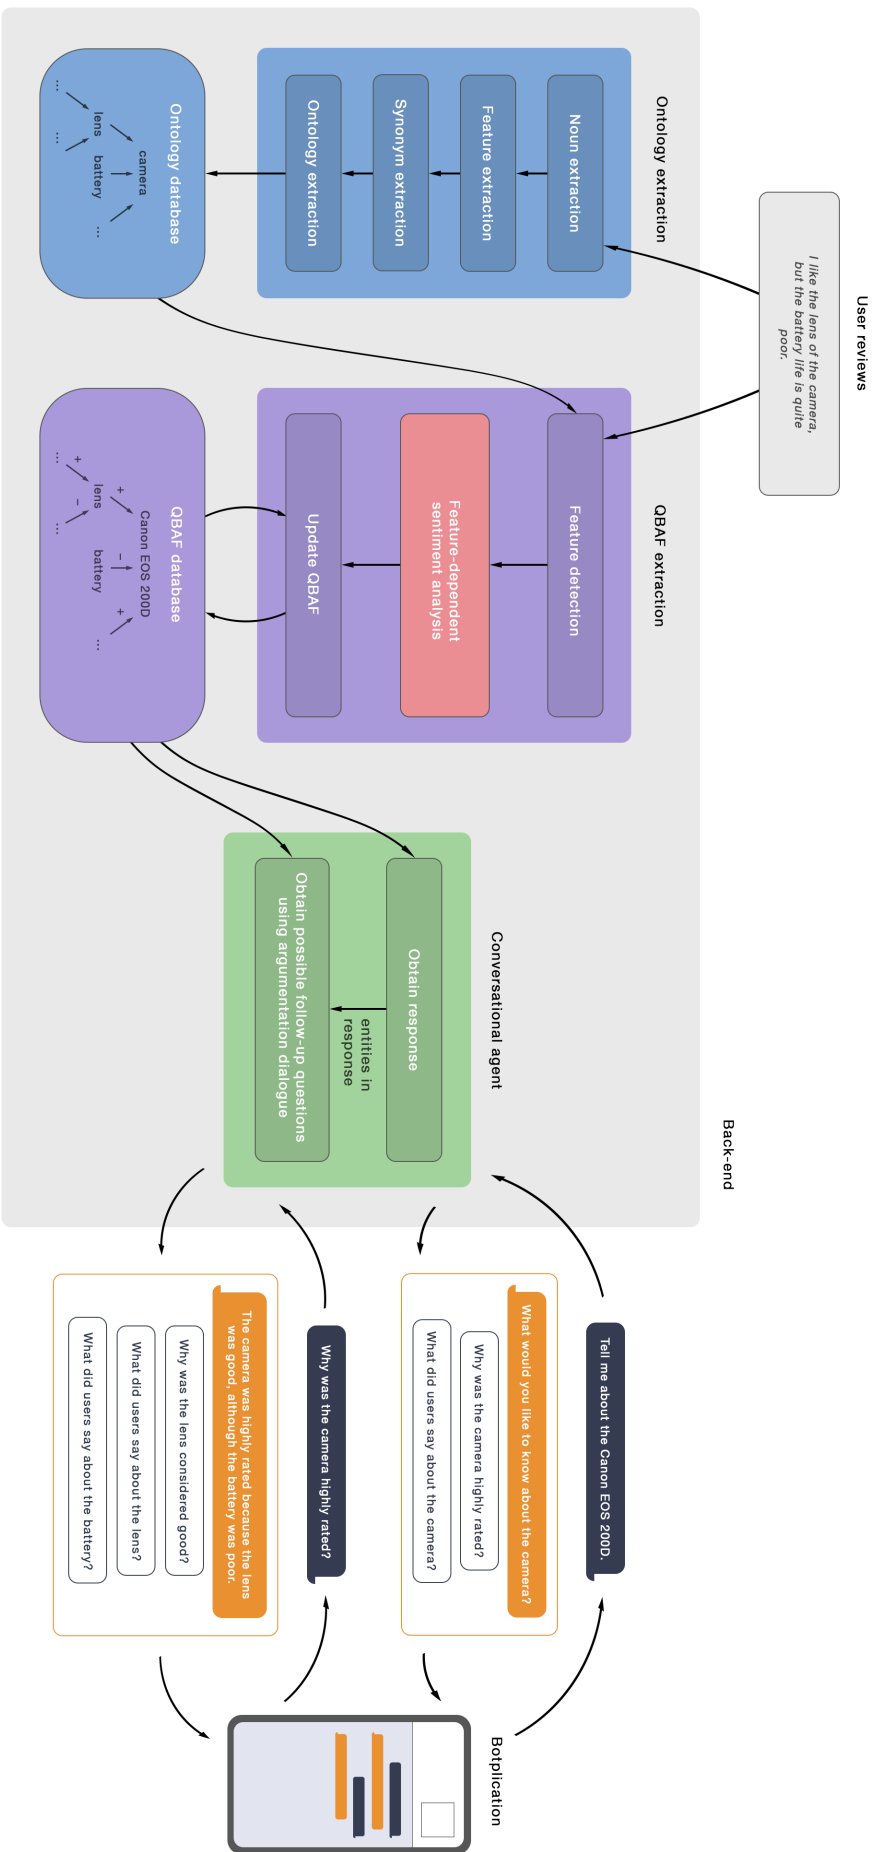 User reviews
I like the lens of the camera,
but the battery life is quite
poor.
Back-end
Ontology extraction
Noun extraction
Feature extraction
Synonym extraction
Ontology extraction
Ontology database
camera
lens
battery
...
...
...
QBAF extraction
Feature detection
Feature-dependent
sentiment analysis
Update QBAF
QBAF database
Canon EOS 200D
+
−
+
lens
battery
...
+
−
...
...
Conversational agent
Obtain response
entities in
response
Obtain possible follow-up questions
using argumentation dialogue
Tell me about the Canon EOS 200D.
What would you like to know about the camera?
Why was the camera highly rated?
What did users say about the camera?
Why was the camera highly rated?
The camera was highly rated because the lens
was good, although the battery was poor.
Why was the lens considered good?
What did users say about the lens?
What did users say about the battery?
Botplication